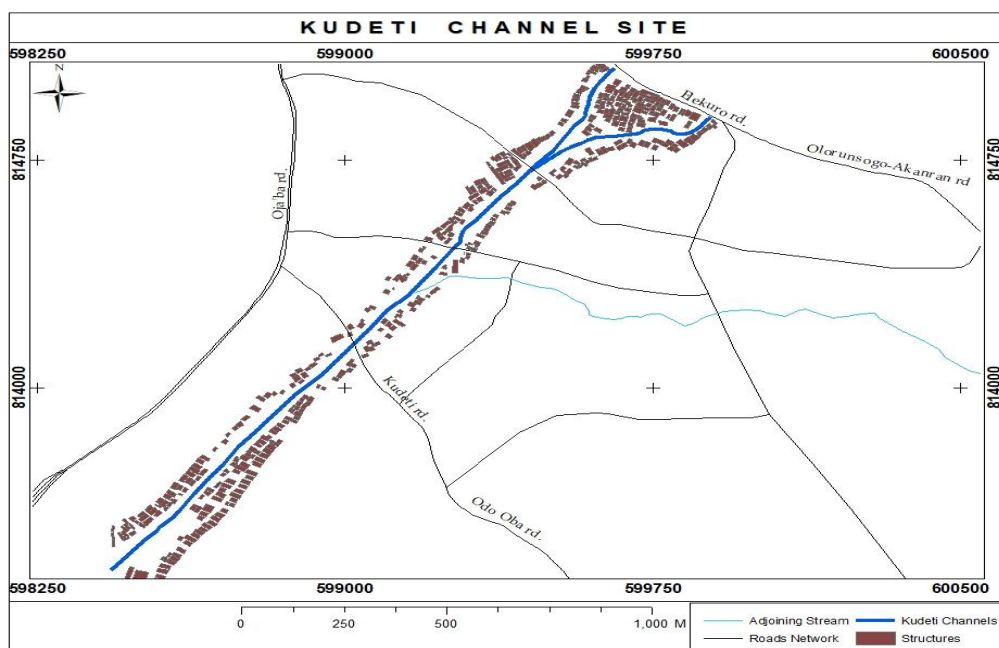 KUDETI CHANNEL SITE
598250 599000 599750 600500
N
Elekuro rd.
Olorunsogo-Akanran rd
814750 814750
Oja'ba rd.
814000 814000
Kudeti rd.
Odo Oba rd.
598250 599000 599750 600500
0 250 500 1,000 M
Adjoining Stream Kudeti Channels
Roads Network Structures